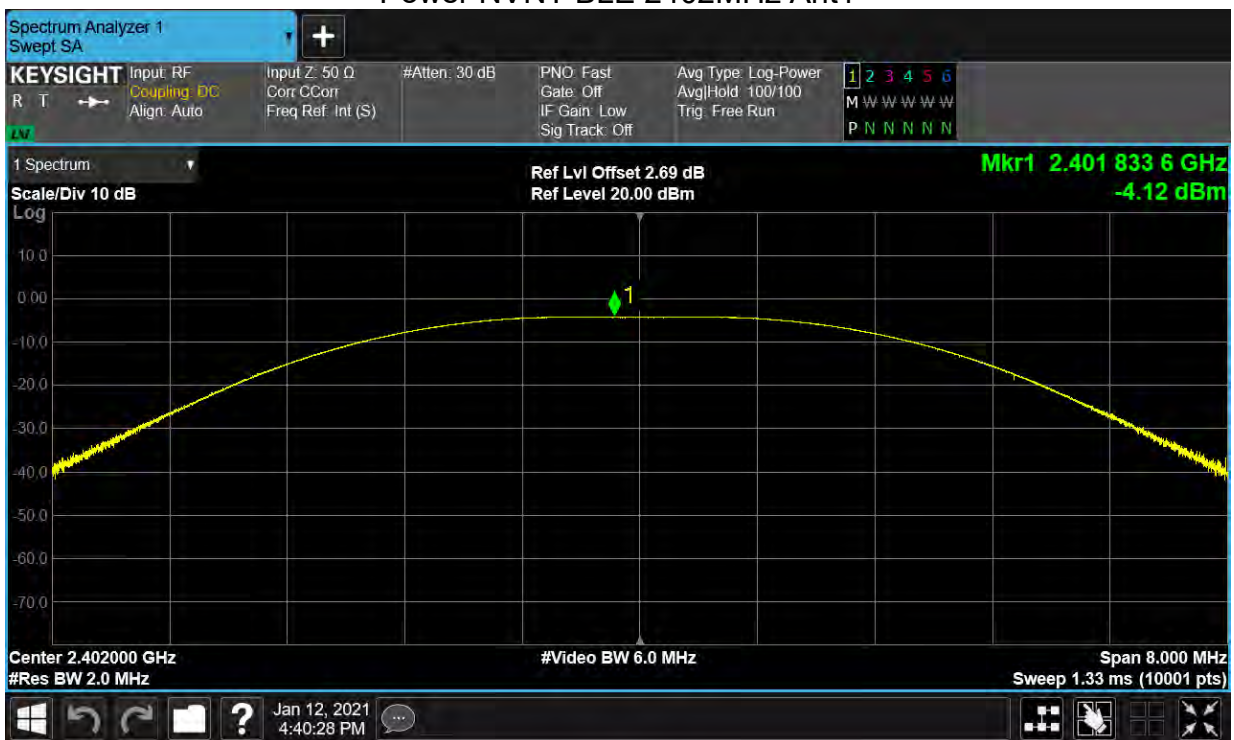 Power NVNT BLE 2402MHz Ant1
Spectrum Analyzer 1
Swept SA
KEYSIGHT Input: RF Input Z: 50 Ω #Atten: 30 dB PNO: Fast Avg Type: Log-Power 1 2 3 4 5 6
R T Coupling: DC Corr CCorr Gate: Off Avg|Hold: 100/100 M W W W W W
Align: Auto Freq Ref: Int (S) IF Gain: Low Trig: Free Run
LXI Sig Track: Off P N N N N N
1 Spectrum Ref Lvl Offset 2.69 dB Mkr1 2.401 833 6 GHz
Scale/Div 10 dB Ref Level 20.00 dBm -4.12 dBm
Log
10.0
0.00
1
-10.0
-20.0
-30.0
-40.0
-50.0
-60.0
-70.0
Center 2.402000 GHz #Video BW 6.0 MHz Span 8.000 MHz
#Res BW 2.0 MHz Sweep 1.33 ms (10001 pts)
? Jan 12, 2021
4:40:28 PM